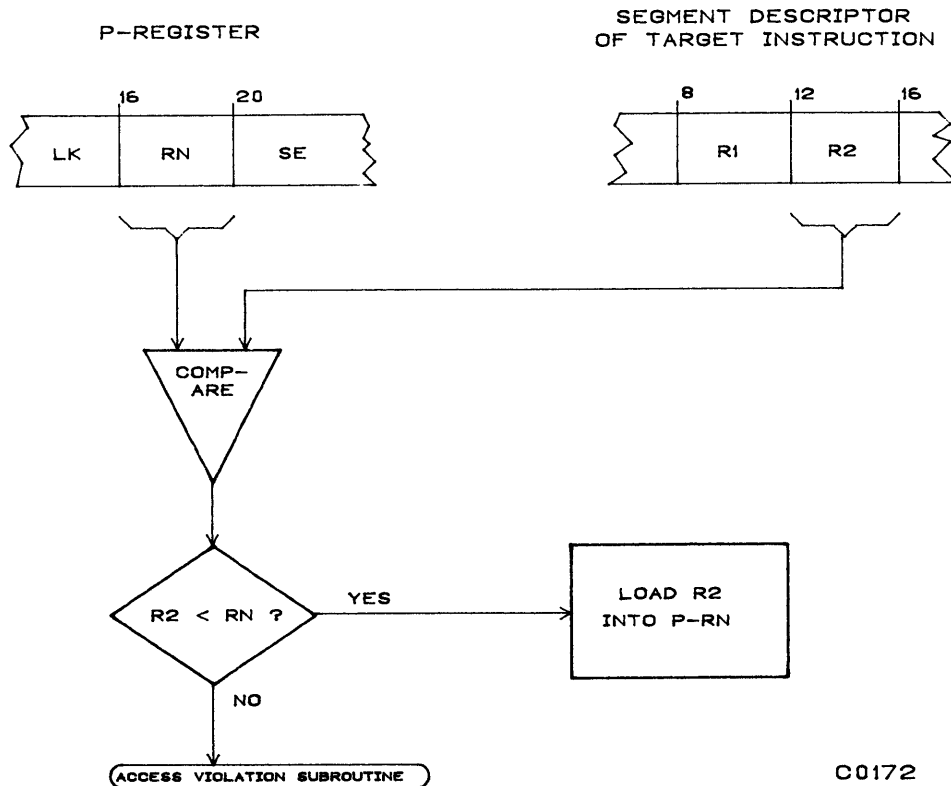 P-REGISTER
SEGMENT DESCRIPTOR
OF TARGET INSTRUCTION
16 20
LK RN SE
8 12 16
R1 R2
COMP-
ARE
R2 < RN ?
YES
LOAD R2
INTO P-RN
NO
ACCESS VIOLATION SUBROUTINE
C0172